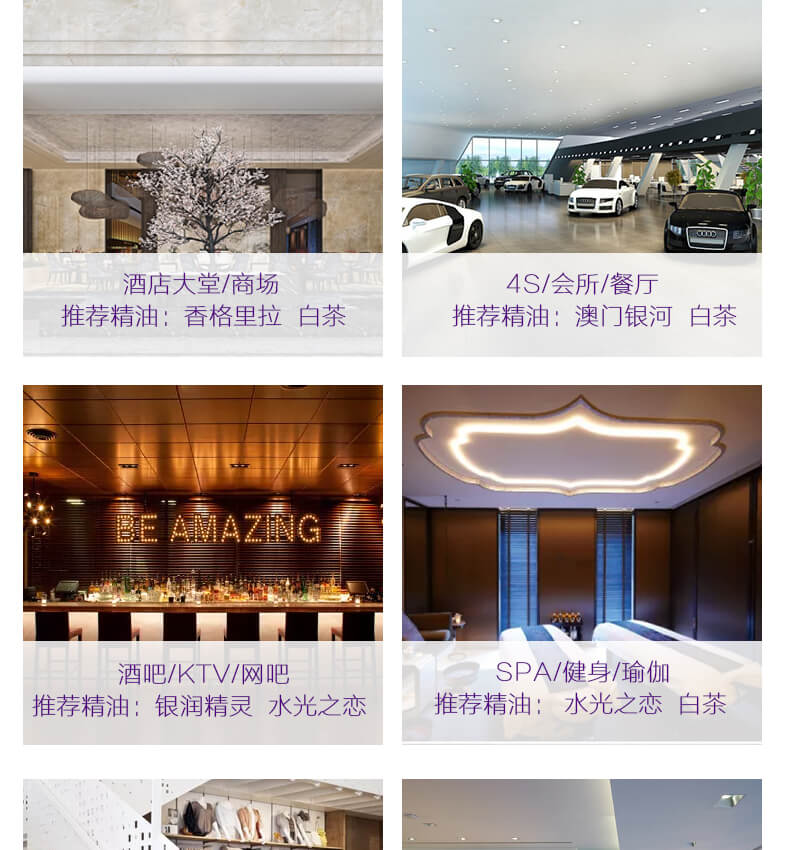 酒店大堂/商场
推荐精油：香格里拉 白茶
4S/会所/餐厅
推荐精油：澳门银河 白茶
BE AMAZING
酒吧/KTV/网吧
推荐精油：银润精灵 水光之恋
SPA/健身/瑜伽
推荐精油： 水光之恋 白茶